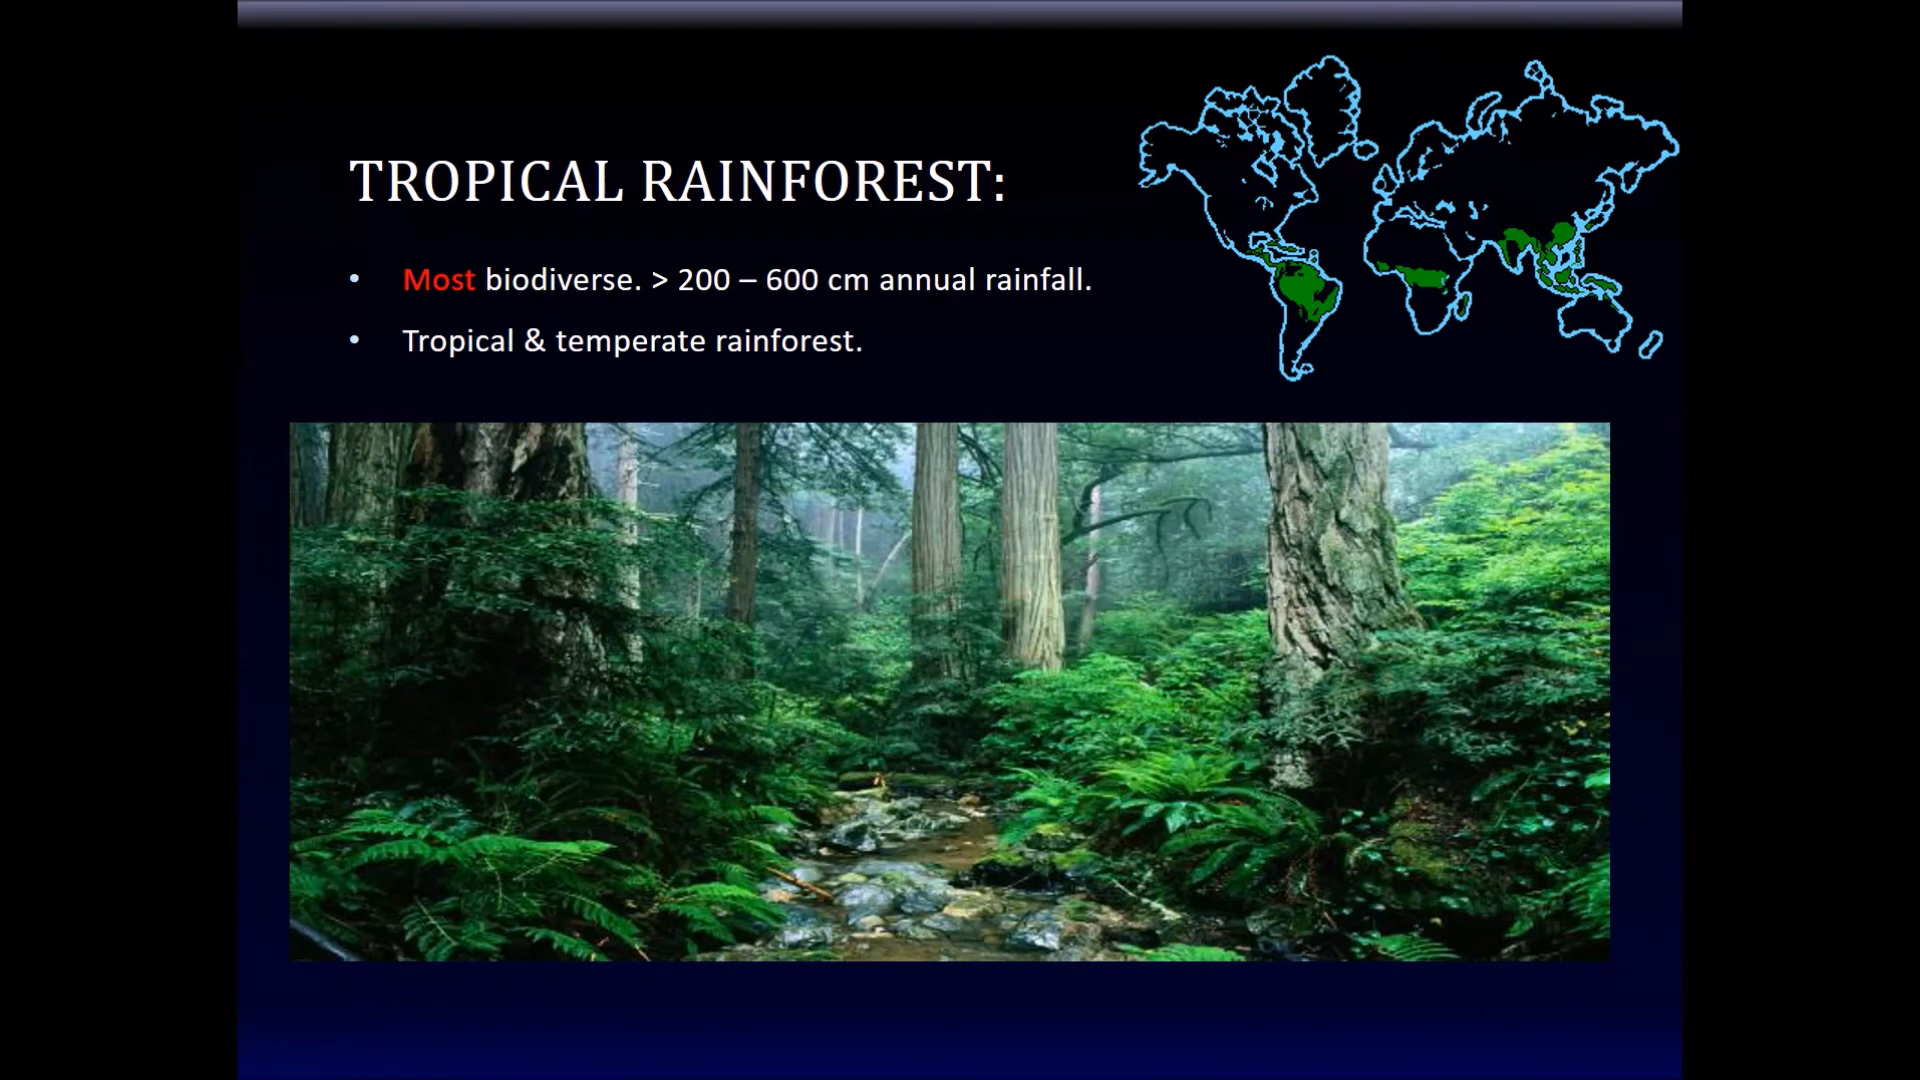 TROPICAL RAINFOREST:
• Most biodiverse. > 200 – 600 cm annual rainfall.
• Tropical & temperate rainforest.